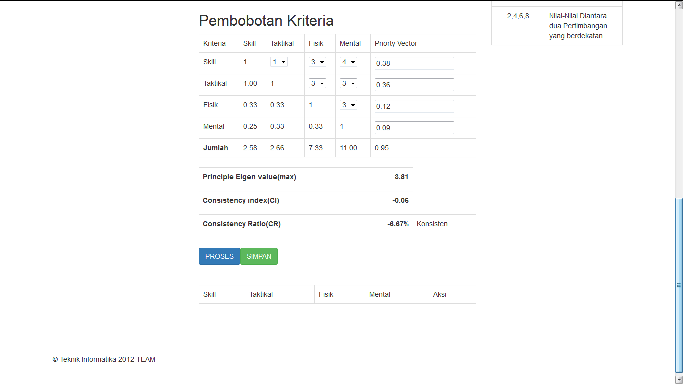 Pembobotan Kriteria
2,4,6,8 Nilai-Nilai Diantara
dua Pertimbangan
yang berdekatan
Kriteria Skill Taktikal Fisik Mental Priorty Vector
Skill 1 1 3 4 0.38
Taktikal 1.00 1 3 3 0.36
Fisik 0.33 0.33 1 3 0.12
Mental 0.25 0.33 0.33 1 0.09
Jumlah 2.58 2.66 7.33 11.00 0.95
Principle Eigen value(max) 3.81
Consistency index(CI) -0.06
Consistency Ratio(CR) -6.67% Konsisten
PROSES SIMPAN
Skill Taktikal Fisik Mental Aksi
© Teknik Informatika 2012 TEAM